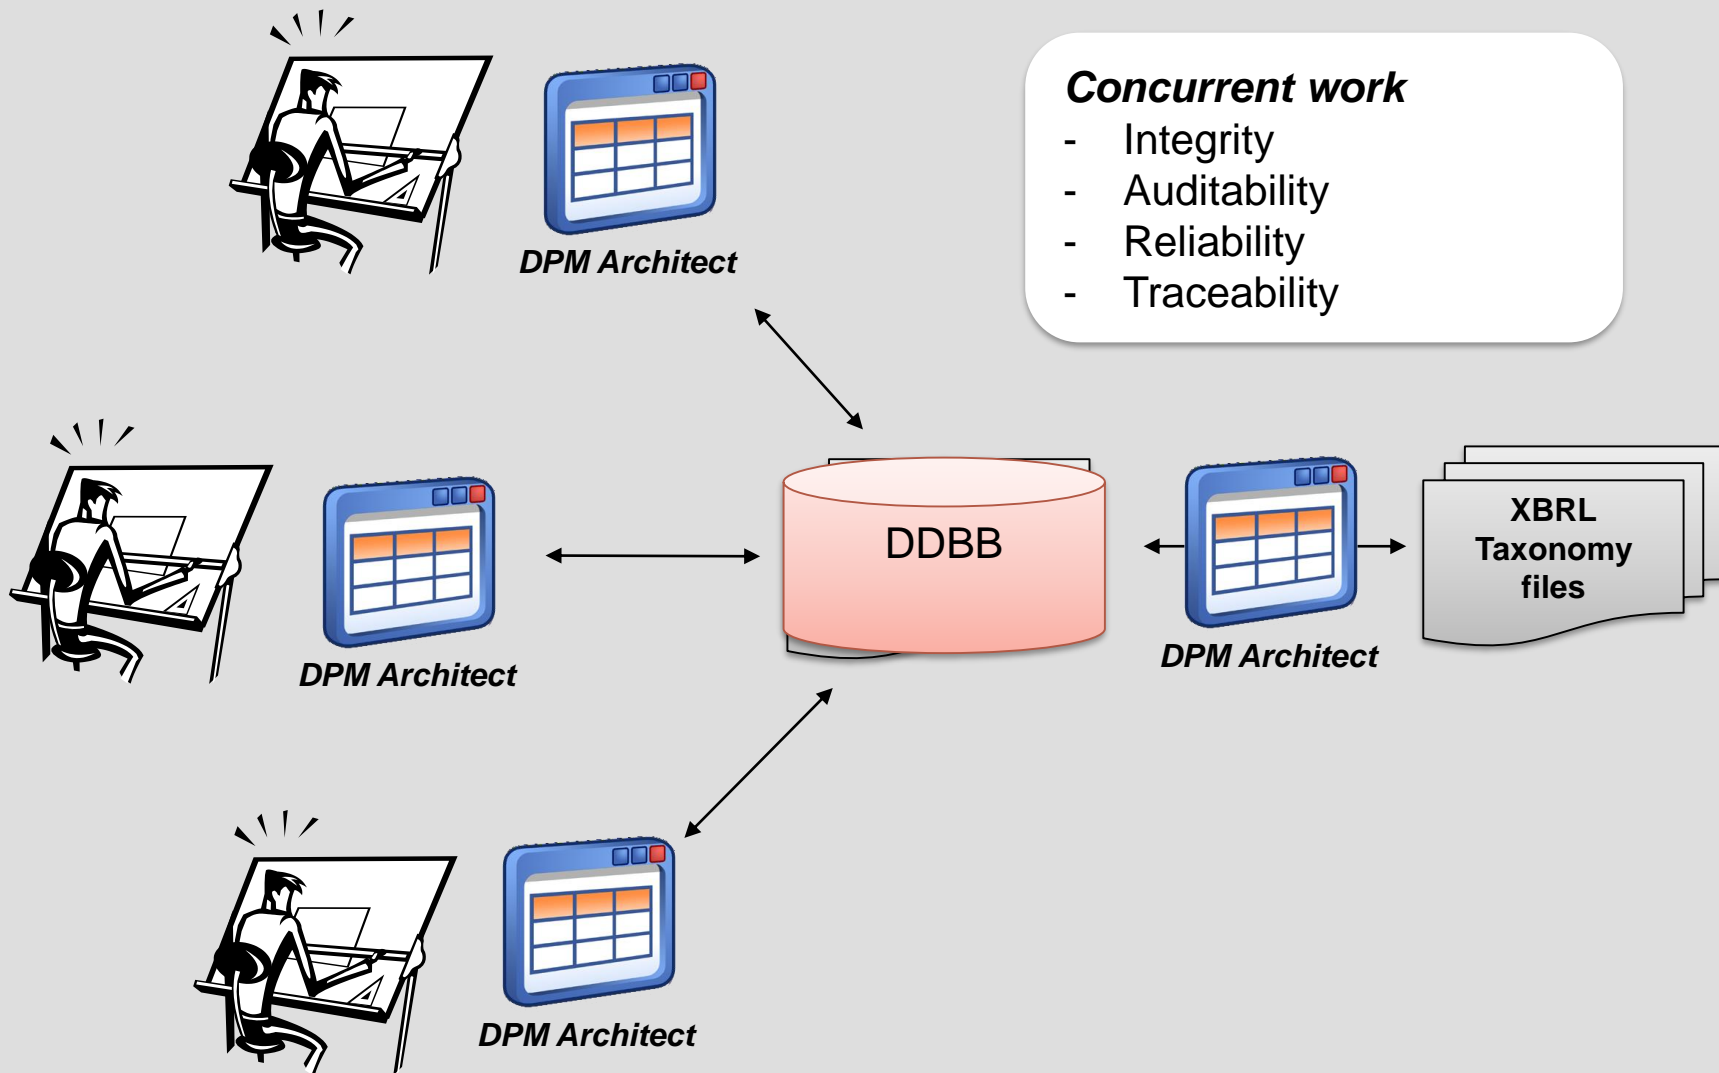 Concurrent work
- Integrity
- Auditability
- Reliability
- Traceability
DPM Architect
DPM Architect
DDBB
DPM Architect
XBRL
Taxonomy
files
DPM Architect